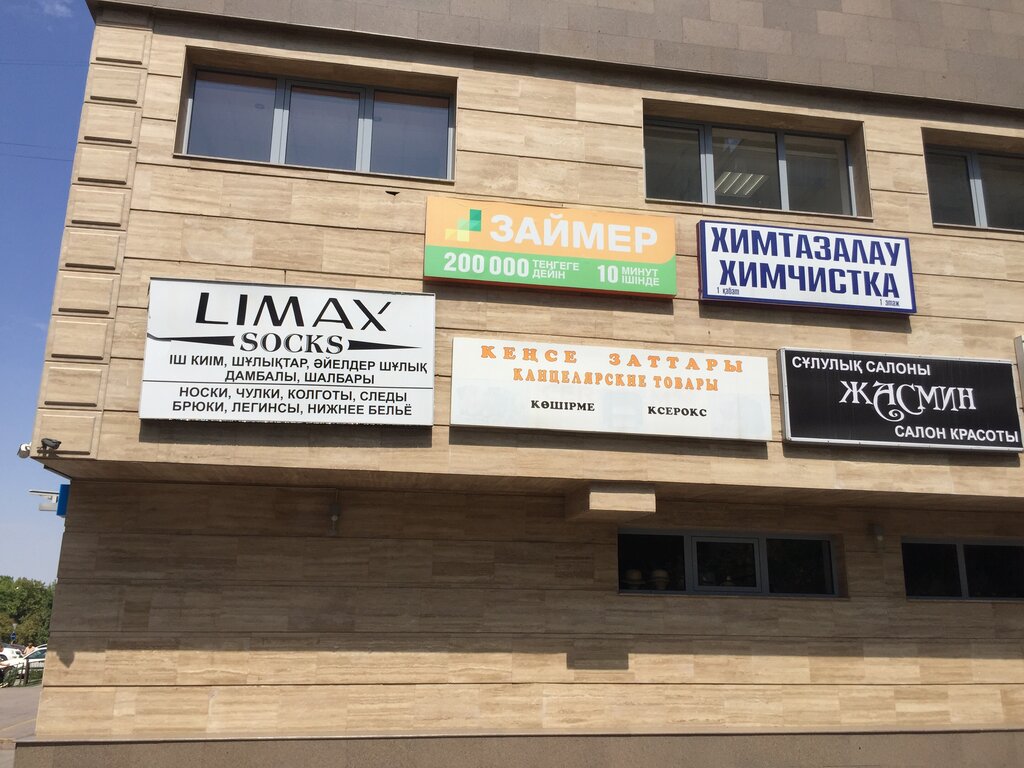 ЗАЙМЕР
200 000 ТЕҢГЕГЕ ДЕЙІН 10 МИНУТ ІШІНДЕ
ХИМТАЗАЛАУ
ХИМЧИСТКА
1 қабат 1 этаж
LIMAX
SOCKS
ІШ КИІМ, ШҰЛЫҚТАР, ӘЙЕЛДЕР ШҰЛЫҚ
ДАМБАЛЫ, ШАЛБАРЫ
НОСКИ, ЧУЛКИ, КОЛГОТЫ, СЛЕДЫ
БРЮКИ, ЛЕГИНСЫ, НИЖНЕЕ БЕЛЬЁ
КЕҢСЕ ЗАТТАРЫ
КАНЦЕЛЯРСКИЕ ТОВАРЫ
КӨШІРМЕ КСЕРОКС
СҰЛУЛЫҚ САЛОНЫ
ЖАСМИН
САЛОН КРАСОТЫ